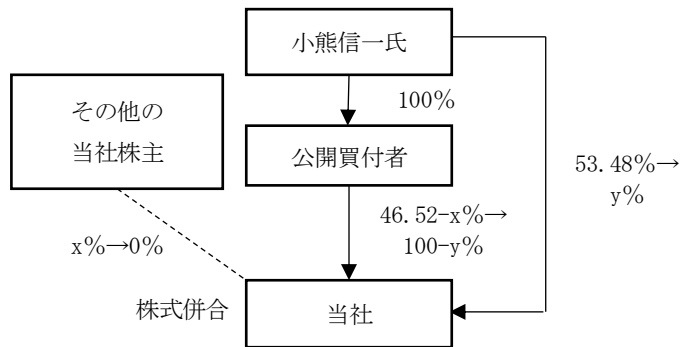 小熊信一氏
その他の
当社株主
100％
公開買付者
53.48％→
y％
46.52-x％→
100-y％
x％→0％
株式併合
当社